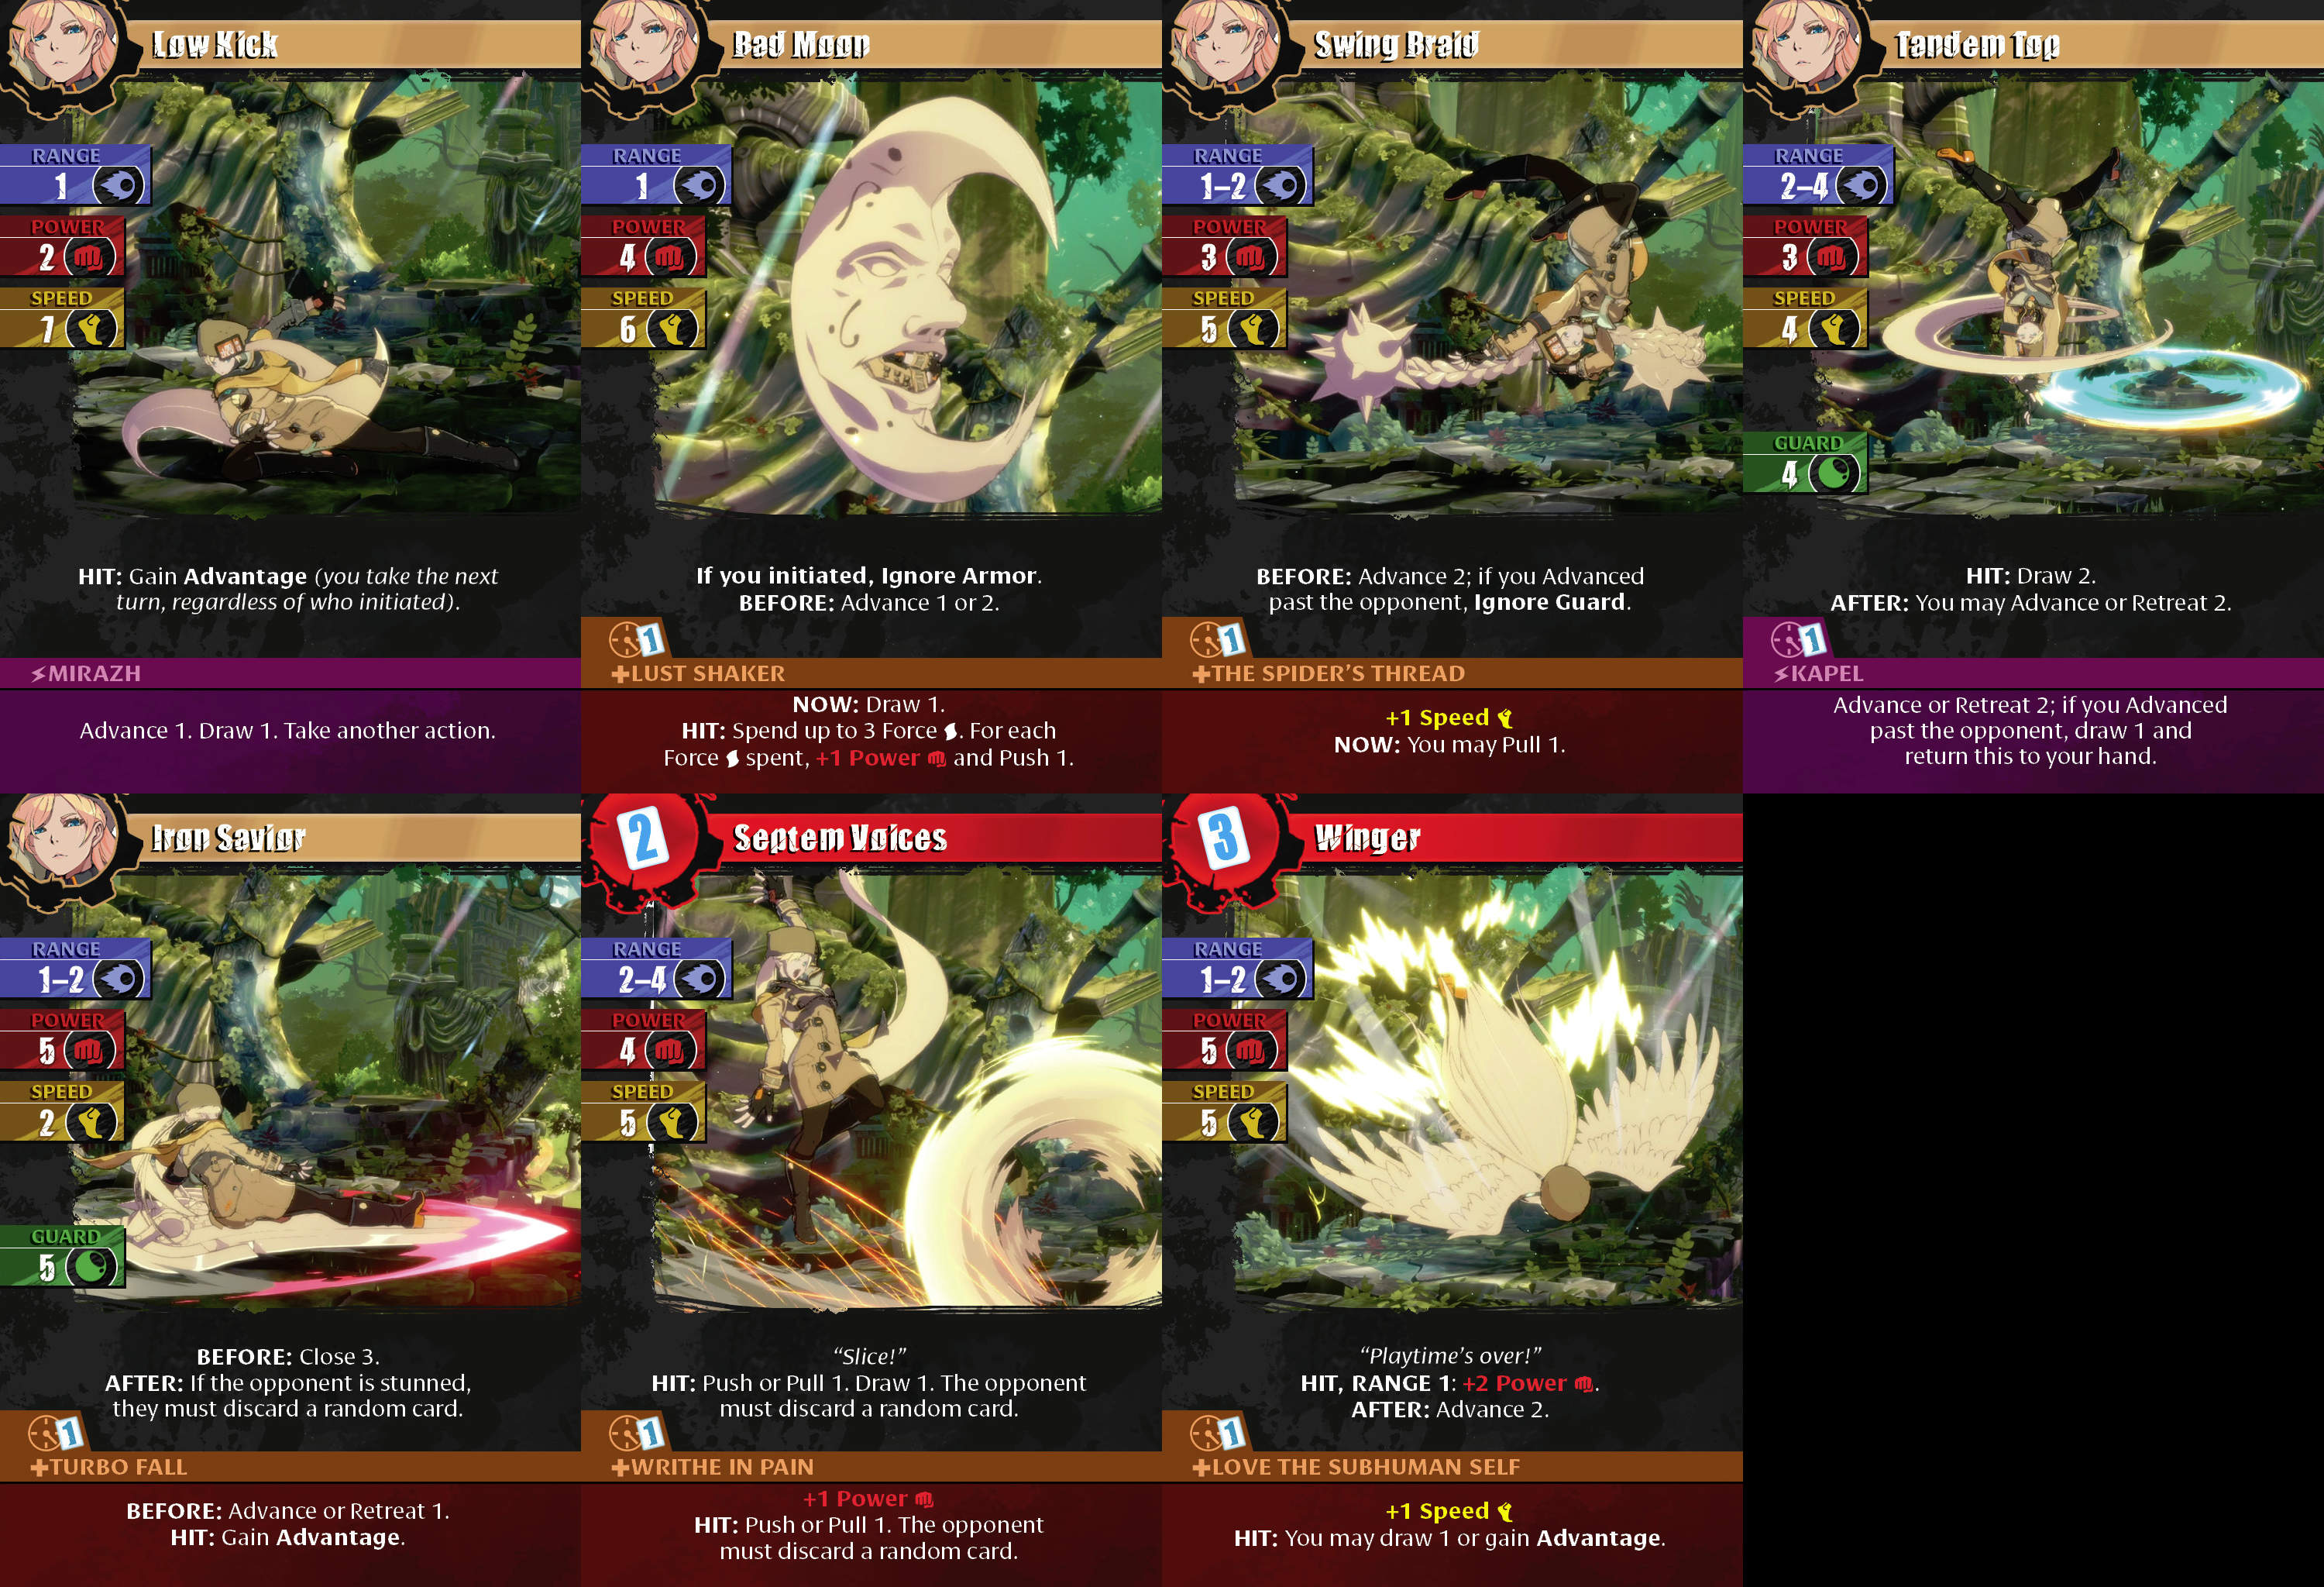 Low Kick
RANGE
1
POWER
2
SPEED
7
HIT: Gain Advantage (you take the next
turn, regardless of who initiated).
MIRAZH
Advance 1. Draw 1. Take another action.
Bad Moon
RANGE
1
POWER
4
SPEED
6
If you initiated, Ignore Armor.
BEFORE: Advance 1 or 2.
1
+LUST SHAKER
NOW: Draw 1.
HIT: Spend up to 3 Force. For each
Force spent, +1 Power and Push 1.
Swing Braid
RANGE
1–2
POWER
3
SPEED
5
BEFORE: Advance 2; if you Advanced
past the opponent, Ignore Guard.
1
+THE SPIDER'S THREAD
+1 Speed
NOW: You may Pull 1.
Tandem Top
RANGE
2–4
POWER
3
SPEED
4
GUARD
4
HIT: Draw 2.
AFTER: You may Advance or Retreat 2.
1
KAPEL
Advance or Retreat 2; if you Advanced
past the opponent, draw 1 and
return this to your hand.
Iron Savior
RANGE
1–2
POWER
5
SPEED
2
GUARD
5
BEFORE: Close 3.
AFTER: If the opponent is stunned,
they must discard a random card.
1
+TURBO FALL
BEFORE: Advance or Retreat 1.
HIT: Gain Advantage.
2
Septem Voices
RANGE
2–4
POWER
4
SPEED
5
"Slice!"
HIT: Push or Pull 1. Draw 1. The opponent
must discard a random card.
1
+WRITHE IN PAIN
+1 Power
HIT: Push or Pull 1. The opponent
must discard a random card.
3
Winger
RANGE
1–2
POWER
5
SPEED
5
"Playtime's over!"
HIT, RANGE 1: +2 Power.
AFTER: Advance 2.
1
+LOVE THE SUBHUMAN SELF
+1 Speed
HIT: You may draw 1 or gain Advantage.